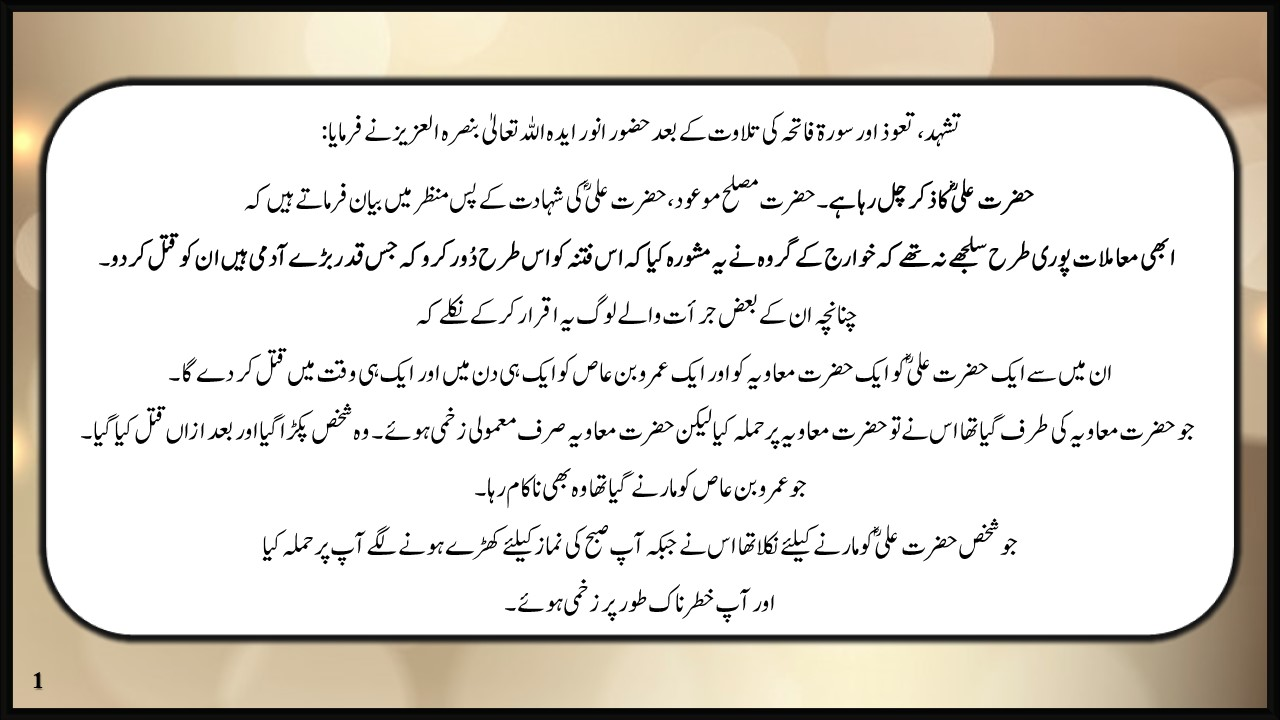 تشہد، تعوذ اور سورۃ فاتحہ کی تلاوت کے بعد حضور انور ایدہ اللہ تعالیٰ بنصرہ العزیز نے فرمایا:
حضرت علیؓ کا ذکر چل رہا ہے۔ حضرت مصلح موعود، حضرت علیؓ کی شہادت کے پس منظر میں بیان فرماتے ہیں کہ
ابھی معاملات پوری طرح سلجھے نہ تھے کہ خوارج کے گروہ نے یہ مشورہ کیا کہ اس فتنہ کو اس طرح دُور کرو کہ جس قدر بڑے آدمی ہیں ان کو قتل کر دو۔
چنانچہ ان کے بعض جرأت والے لوگ یہ اقرار کر کے نکلے کہ
ان میں سے ایک حضرت علیؓ کو ایک حضرت معاویہ کو اور ایک عمرو بن عاص کو ایک ہی دن میں اور ایک ہی وقت میں قتل کر دے گا۔
جو حضرت معاویہ کی طرف گیا تھا اس نے تو حضرت معاویہ پر حملہ کیا لیکن حضرت معاویہ صرف معمولی زخمی ہوئے۔ وہ شخص پکڑا گیا اور بعد ازاں قتل کیا گیا۔
جو عمرو بن عاص کو مارنے گیا تھا وہ بھی ناکام رہا۔
جو شخص حضرت علیؓ کو مارنے کیلئے نکلا تھا اس نے جبکہ آپ صبح کی نماز کیلئے کھڑے ہونے لگے آپ پر حملہ کیا
اور آپ خطرناک طور پر زخمی ہوئے۔
1